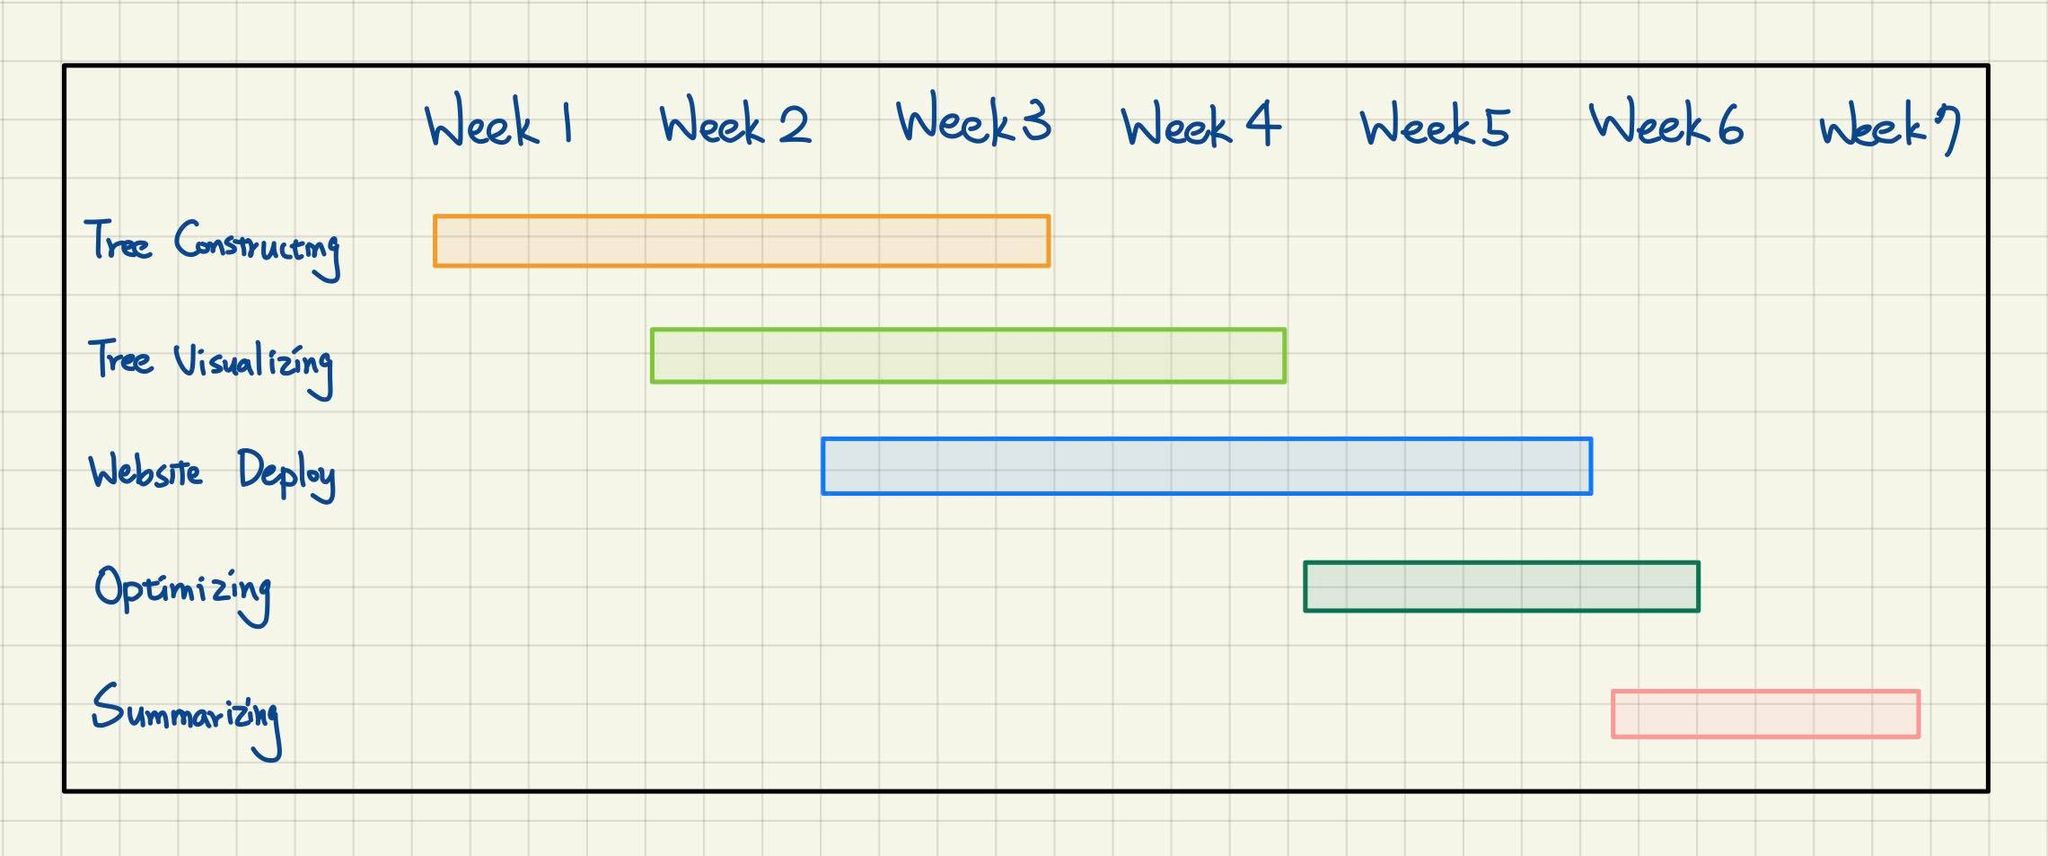 Week 1 Week 2 Week 3 Week 4 Week 5 Week 6 Week 7
Tree Constructing
Tree Visualizing
Website Deploy
Optimizing
Summarizing